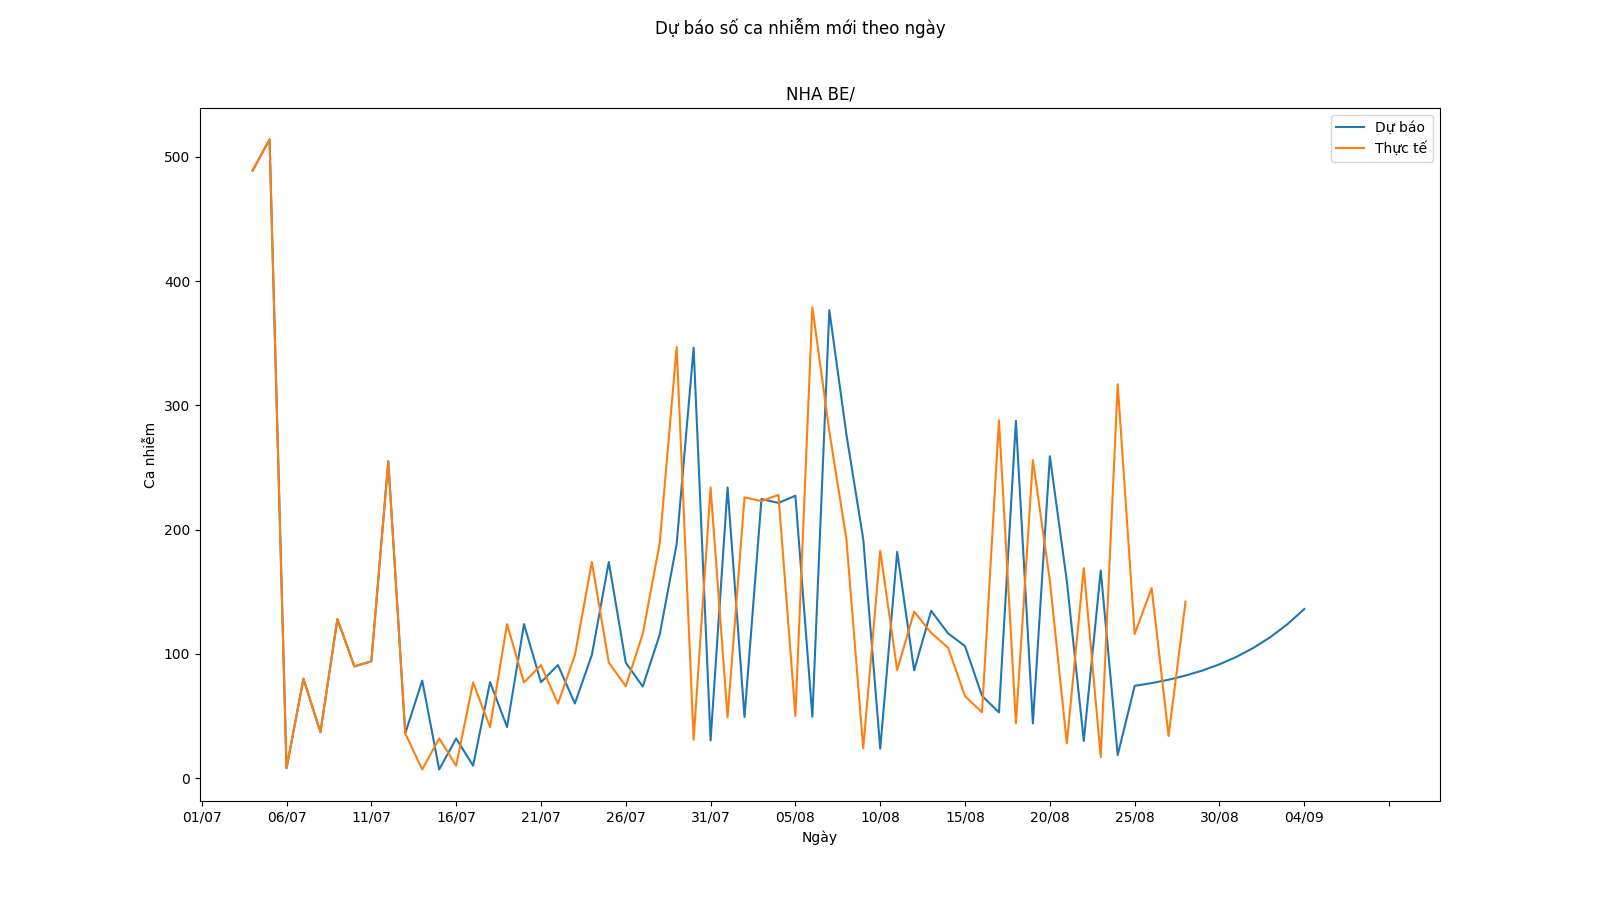 Dự báo số ca nhiễm mới theo ngày
NHA BE/
Dự báo
Thực tế
500
400
300
200
100
0
Ca nhiễm
01/07 06/07 11/07 16/07 21/07 26/07 31/07 05/08 10/08 15/08 20/08 25/08 30/08 04/09
Ngày